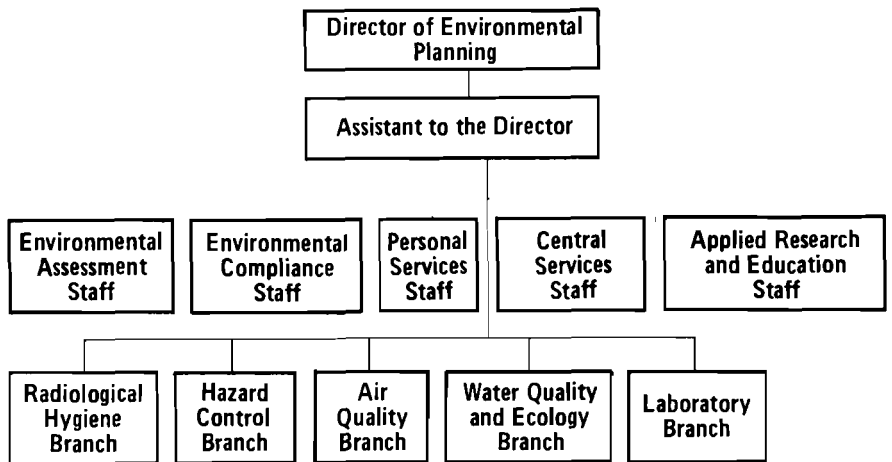 Director of Environmental
Planning
Assistant to the Director
Environmental
Assessment
Staff
Environmental
Compliance
Staff
Personal
Services
Staff
Central
Services
Staff
Applied Research
and Education
Staff
Radiological
Hygiene
Branch
Hazard
Control
Branch
Air
Quality
Branch
Water Quality
and Ecology
Branch
Laboratory
Branch